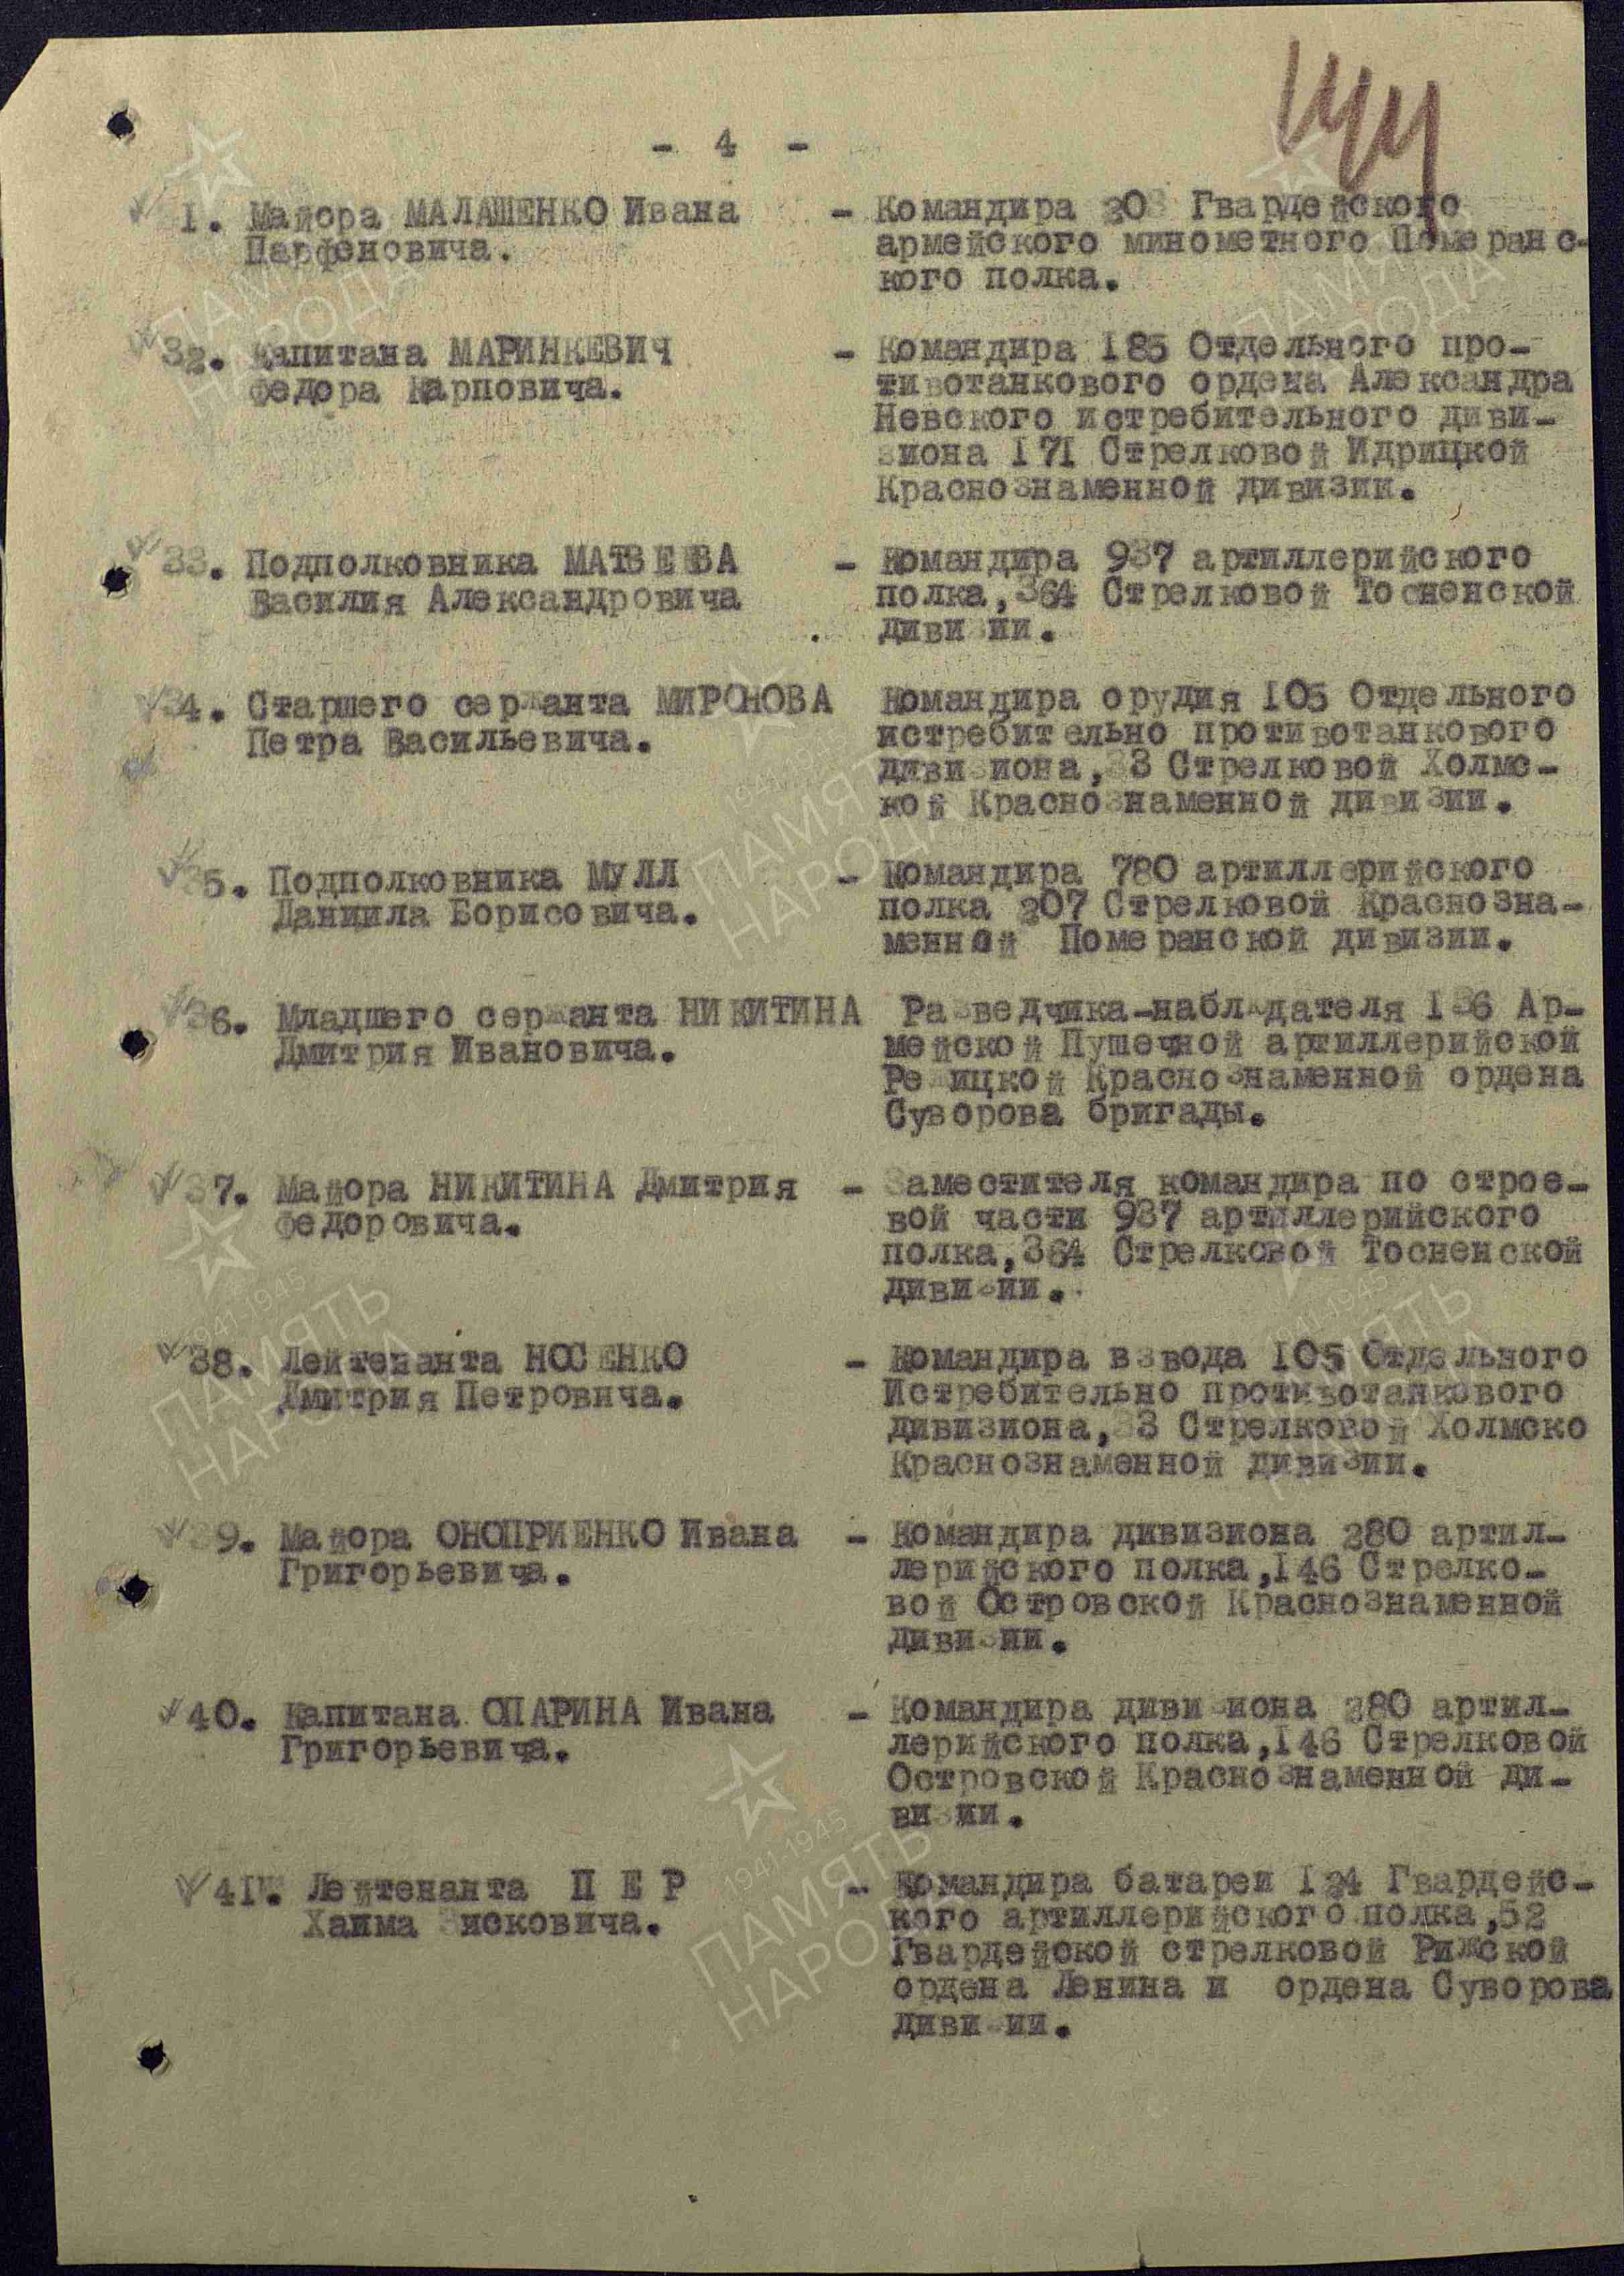 144
- 4 -
1. Майора МАЛАШЕНКО Ивана
Парфеновича.
- Командира 203 Гвардейского
армейского минометного Померанс-
кого полка.
32. Капитана МАРИНКЕВИЧ
Федора Карповича.
- Командира 185 Отдельного про-
тивотанкового ордена Александра
Невского истребительного диви-
зиона 171 Стрелковой Идрицкой
Краснознаменной дивизии.
33. Подполковника МАТВЕЕВА
Василия Александровича
- Командира 937 артиллерийского
полка,364 Стрелковой Тосненской
дивизии.
34. Старшего сержанта МИРОНОВА
Петра Васильевича.
Командира орудия 105 Отдельного
истребительно противотанкового
дивизиона,33 Стрелковой Холмс-
кой Краснознаменной дивизии.
35. Подполковника МУЛЛ
Даниила Борисовича.
- Командира 780 артиллерийского
полка 207 Стрелковой Краснозна-
менной Померанской дивизии.
36. Младшего сержанта НИКИТИНА
Дмитрия Ивановича.
Разведчика-наблюдателя 136 Ар-
мейской Пушечной артиллерийской
Режицкой Краснознаменной ордена
Суворова бригады.
37. Майора НИКИТИНА Дмитрия
Федоровича.
- Заместителя командира по строе-
вой части 937 артиллерийского
полка,364 Стрелковой Тосненской
дивизии.
38. Лейтенанта НОСЕНКО
Дмитрия Петровича.
- Командира взвода 105 Отдельного
Истребительно противотанкового
дивизиона,33 Стрелковой Холмско
Краснознаменной дивизии.
39. Майора ОНОПРИЕНКО Ивана
Григорьевича.
- Командира дивизиона 280 артил-
лерийского полка,146 Стрелко-
вой Островской Краснознаменной
дивизии.
40. Капитана ОПАРИНА Ивана
Григорьевича.
- Командира дивизиона 280 артил-
лерийского полка,146 Стрелковой
Островской Краснознаменной ди-
визии.
41. Лейтенанта П Е Р
Хаима Зисковича.
- Командира батареи 124 Гвардейс-
кого артиллерийского полка,52
Гвардейской стрелковой Рижской
ордена Ленина и ордена Суворова
дивизии.
1941-1945
ПАМЯТЬ
НАРОДА